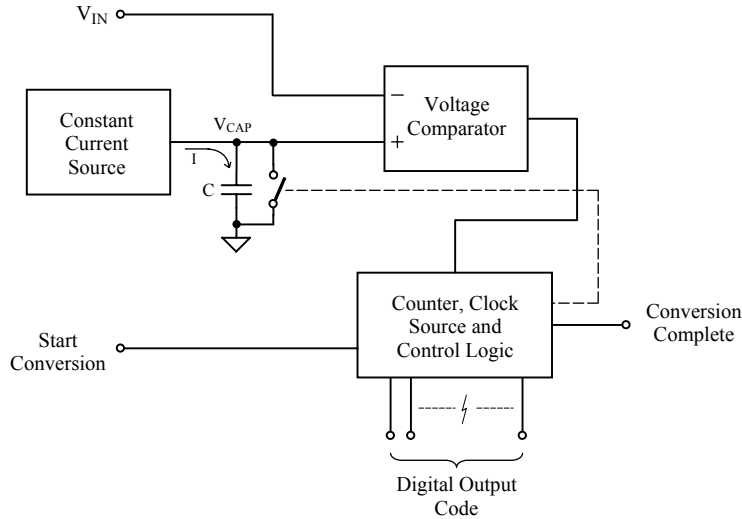 VIN
Constant
Current
Source
VCAP
I
C
−
+
Voltage
Comparator
Start
Conversion
Counter, Clock
Source and
Control Logic
Conversion
Complete
Digital Output
Code